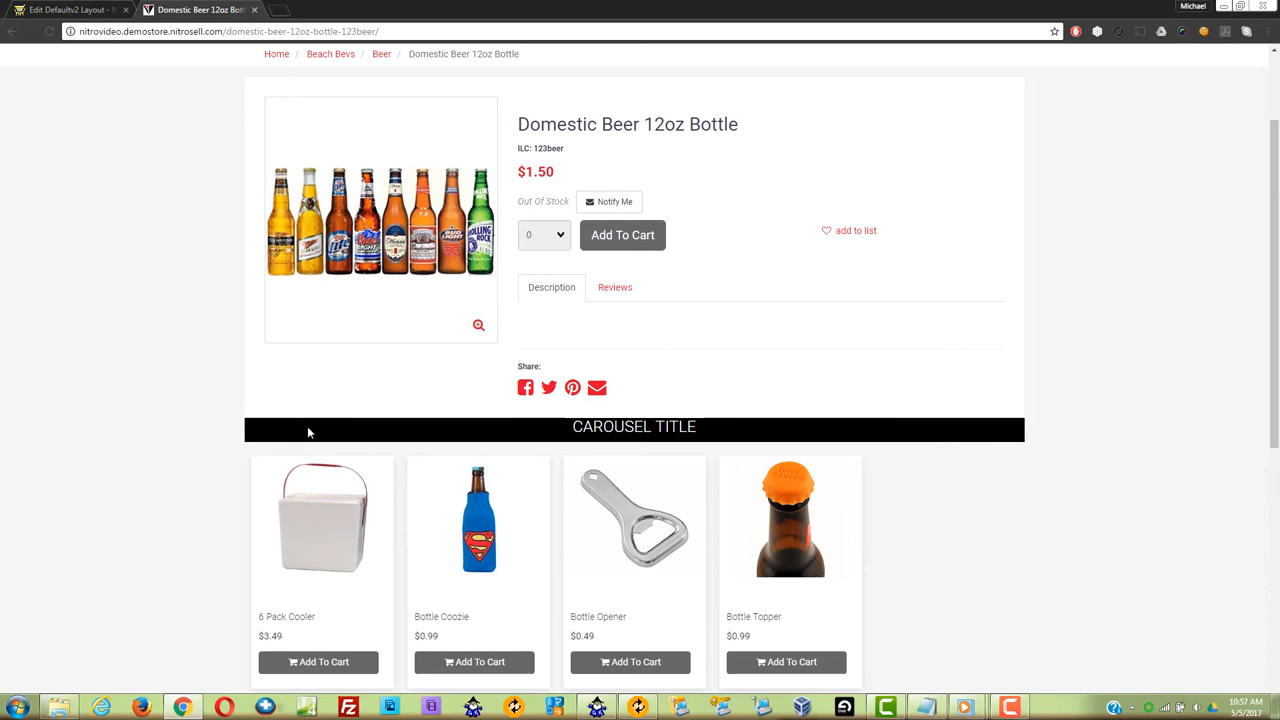 Edit Defaultv2 Layout - Ni
Domestic Beer 12oz Bott
Michael
nitrovideo.demostore.nitrosell.com/domestic-beer-12oz-bottle-123beer/
Home / Beach Bevs / Beer / Domestic Beer 12oz Bottle
Domestic Beer 12oz Bottle
ILC: 123beer
$1.50
Out Of Stock
Notify Me
0
Add To Cart
add to list
Description
Reviews
Share:
CAROUSEL TITLE
6 Pack Cooler
Bottle Coozie
Bottle Opener
Bottle Topper
$3.49
$0.99
$0.49
$0.99
Add To Cart
Add To Cart
Add To Cart
Add To Cart
10:57 AM
5/5/2017